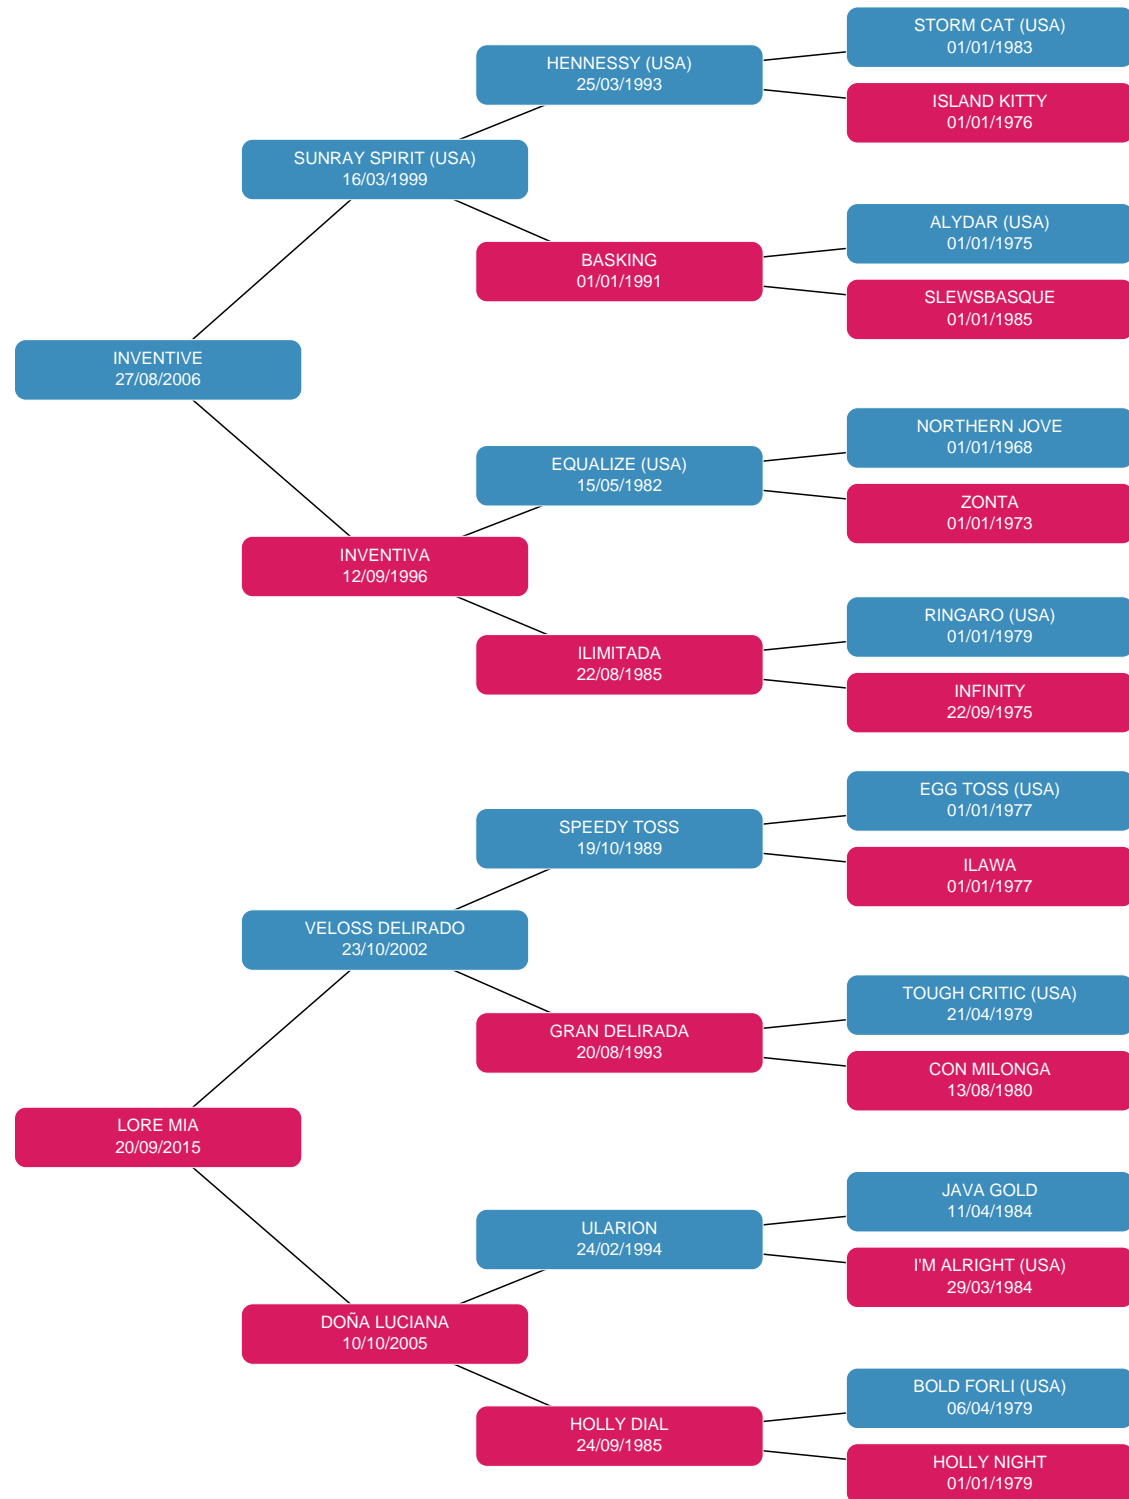 STORM CAT (USA)
01/01/1983
HENNESSY (USA)
25/03/1993
ISLAND KITTY
01/01/1976
SUNRAY SPIRIT (USA)
16/03/1999
ALYDAR (USA)
01/01/1975
BASKING
01/01/1991
SLEWSBASQUE
01/01/1985
INVENTIVE
27/08/2006
NORTHERN JOVE
01/01/1968
EQUALIZE (USA)
15/05/1982
ZONTA
01/01/1973
INVENTIVA
12/09/1996
RINGARO (USA)
01/01/1979
ILIMITADA
22/08/1985
INFINITY
22/09/1975
EGG TOSS (USA)
01/01/1977
SPEEDY TOSS
19/10/1989
ILAWA
01/01/1977
VELOSS DELIRADO
23/10/2002
TOUGH CRITIC (USA)
21/04/1979
GRAN DELIRADA
20/08/1993
CON MILONGA
13/08/1980
LORE MIA
20/09/2015
JAVA GOLD
11/04/1984
ULARION
24/02/1994
I'M ALRIGHT (USA)
29/03/1984
DOÑA LUCIANA
10/10/2005
BOLD FORLI (USA)
06/04/1979
HOLLY DIAL
24/09/1985
HOLLY NIGHT
01/01/1979